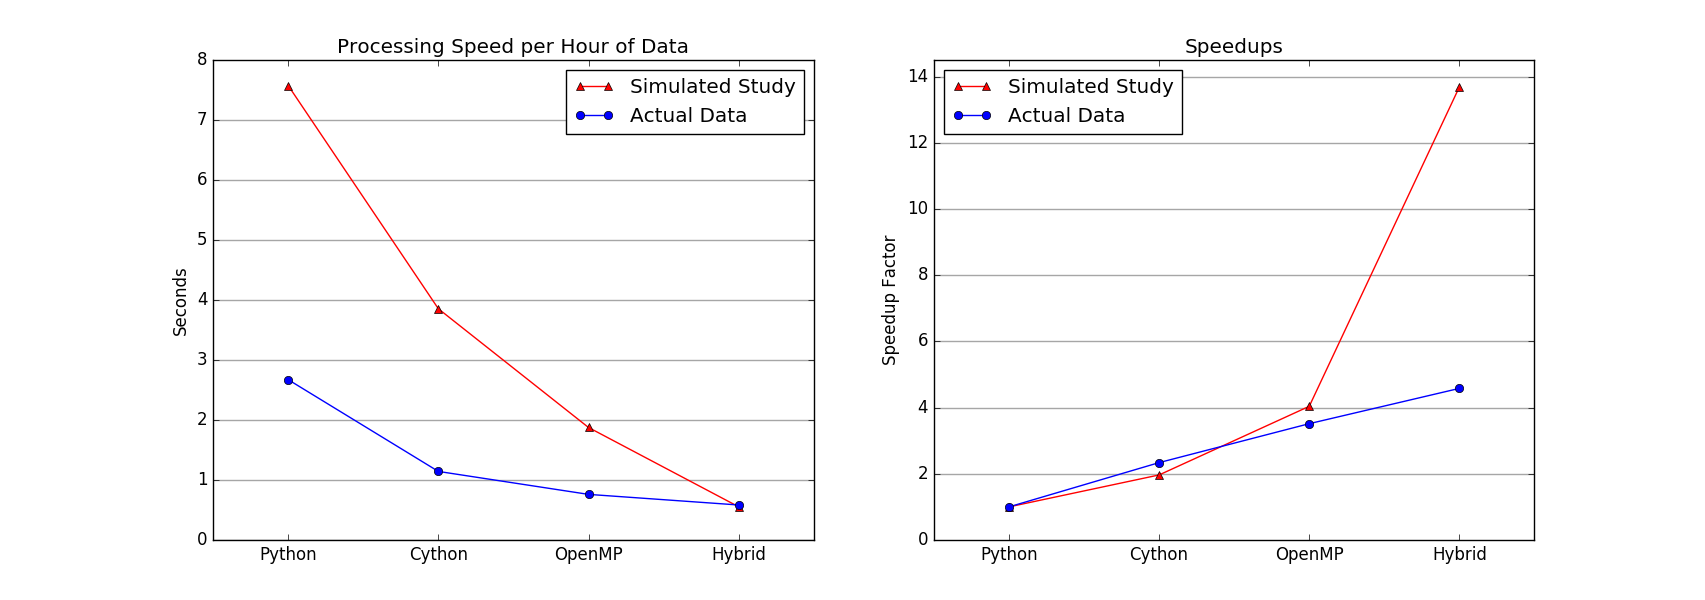 Processing Speed per Hour of Data
8
7
6
5
4
3
2
1
0
Seconds
Simulated Study
Actual Data
Python Cython OpenMP Hybrid
Speedups
14
12
10
8
6
4
2
0
Speedup Factor
Simulated Study
Actual Data
Python Cython OpenMP Hybrid